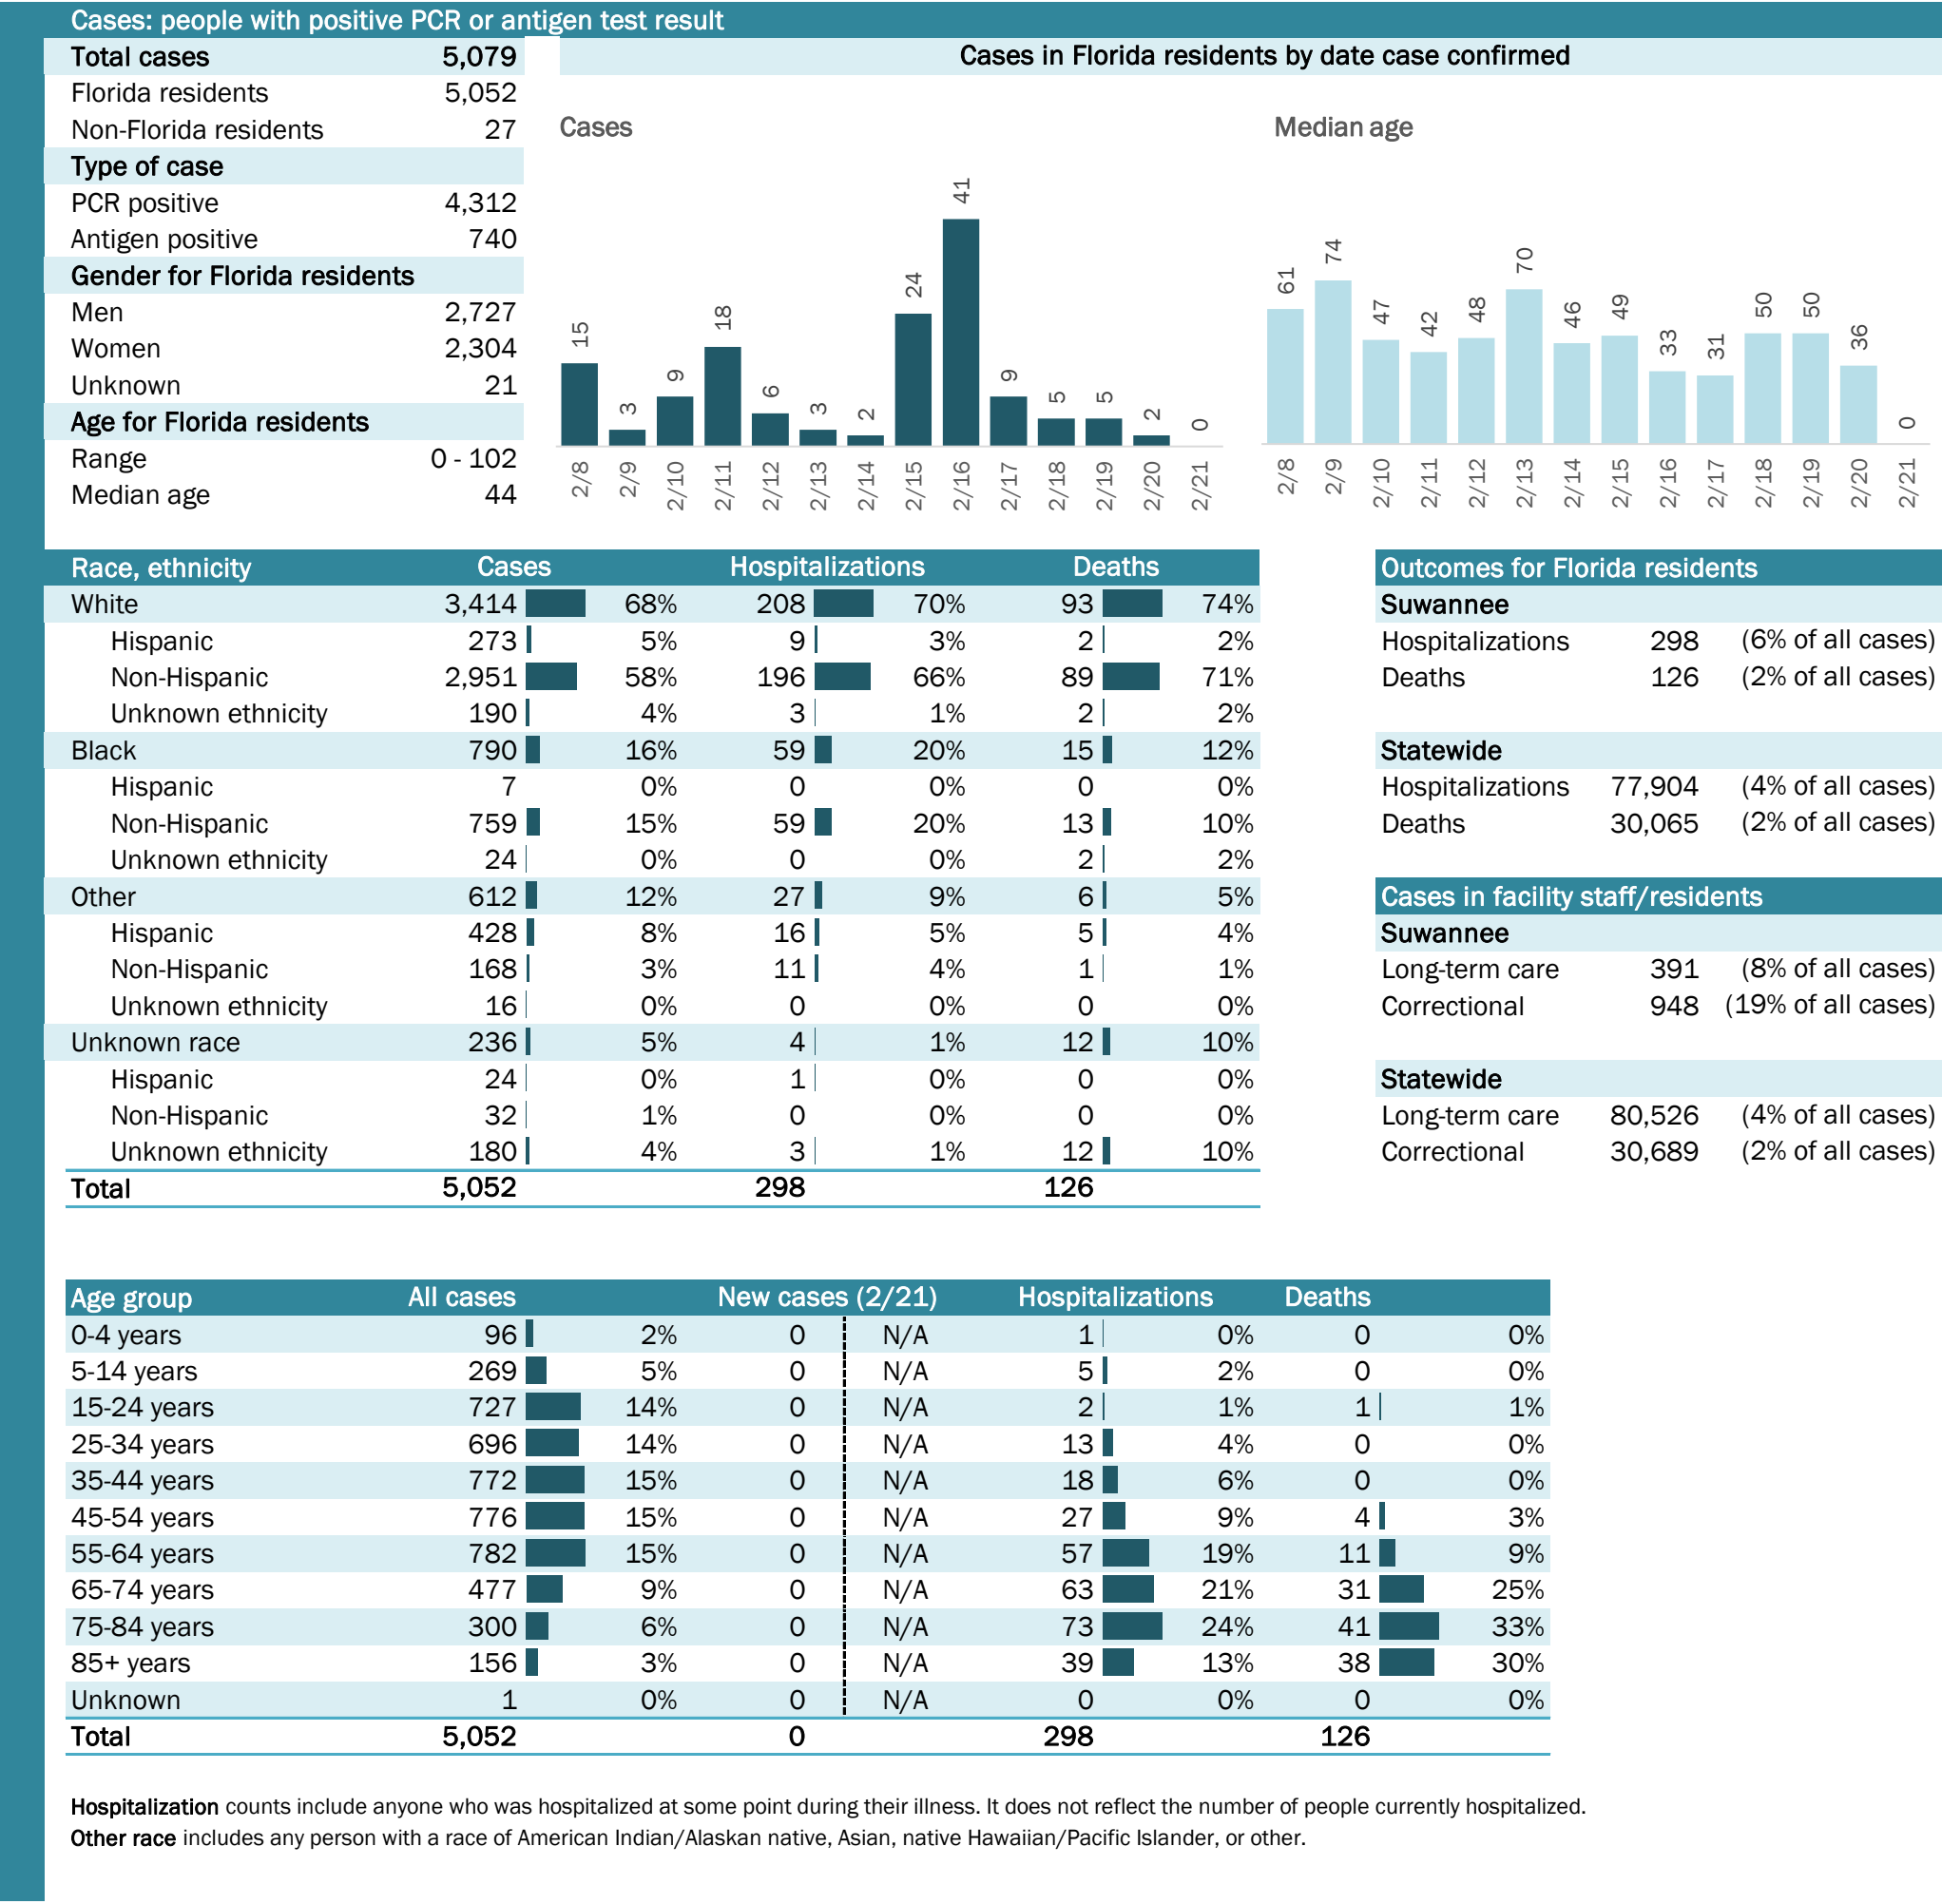 Cases: people with positive PCR or antigen test result
Total cases 5,079
Florida residents 5,052
Non-Florida residents 27
Type of case
PCR positive 4,312
Antigen positive 740
Gender for Florida residents
Men 2,727
Women 2,304
Unknown 21
Age for Florida residents
Range 0 - 102
Median age 44
Cases in Florida residents by date case confirmed
Cases
15 3 9 18 6 3 2 24 41 9 5 5 2 0
2/8 2/9 2/10 2/11 2/12 2/13 2/14 2/15 2/16 2/17 2/18 2/19 2/20 2/21
Median age
61 74 47 42 48 70 46 49 33 31 50 50 36 0
2/8 2/9 2/10 2/11 2/12 2/13 2/14 2/15 2/16 2/17 2/18 2/19 2/20 2/21
Race, ethnicity Cases Hospitalizations Deaths
White 3,414 68% 208 70% 93 74%
Hispanic 273 5% 9 3% 2 2%
Non-Hispanic 2,951 58% 196 66% 89 71%
Unknown ethnicity 190 4% 3 1% 2 2%
Black 790 16% 59 20% 15 12%
Hispanic 7 0% 0 0% 0 0%
Non-Hispanic 759 15% 59 20% 13 10%
Unknown ethnicity 24 0% 0 0% 2 2%
Other 612 12% 27 9% 6 5%
Hispanic 428 8% 16 5% 5 4%
Non-Hispanic 168 3% 11 4% 1 1%
Unknown ethnicity 16 0% 0 0% 0 0%
Unknown race 236 5% 4 1% 12 10%
Hispanic 24 0% 1 0% 0 0%
Non-Hispanic 32 1% 0 0% 0 0%
Unknown ethnicity 180 4% 3 1% 12 10%
Total 5,052 298 126
Outcomes for Florida residents
Suwannee
Hospitalizations 298 (6% of all cases)
Deaths 126 (2% of all cases)
Statewide
Hospitalizations 77,904 (4% of all cases)
Deaths 30,065 (2% of all cases)
Cases in facility staff/residents
Suwannee
Long-term care 391 (8% of all cases)
Correctional 948 (19% of all cases)
Statewide
Long-term care 80,526 (4% of all cases)
Correctional 30,689 (2% of all cases)
Age group All cases New cases (2/21) Hospitalizations Deaths
0-4 years 96 2% 0 N/A 1 0% 0 0%
5-14 years 269 5% 0 N/A 5 2% 0 0%
15-24 years 727 14% 0 N/A 2 1% 1 1%
25-34 years 696 14% 0 N/A 13 4% 0 0%
35-44 years 772 15% 0 N/A 18 6% 0 0%
45-54 years 776 15% 0 N/A 27 9% 4 3%
55-64 years 782 15% 0 N/A 57 19% 11 9%
65-74 years 477 9% 0 N/A 63 21% 31 25%
75-84 years 300 6% 0 N/A 73 24% 41 33%
85+ years 156 3% 0 N/A 39 13% 38 30%
Unknown 1 0% 0 N/A 0 0% 0 0%
Total 5,052 0 298 126
Hospitalization counts include anyone who was hospitalized at some point during their illness. It does not reflect the number of people currently hospitalized.
Other race includes any person with a race of American Indian/Alaskan native, Asian, native Hawaiian/Pacific Islander, or other.